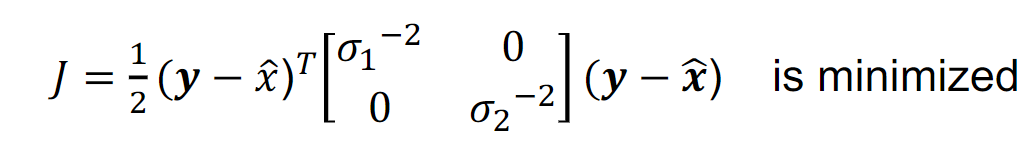 J = ½(y − x̂)ᵀ [σ₁⁻² 0; 0 σ₂⁻²] (y − x̂) is minimized